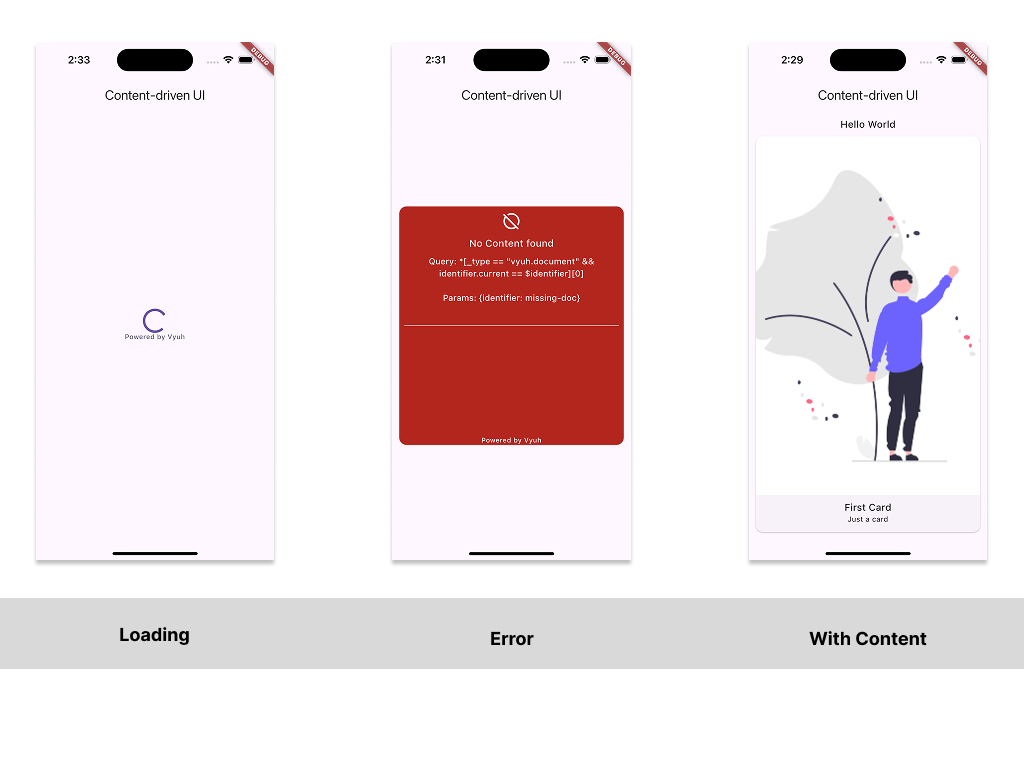 2:33
DEBUG
Content-driven UI
Powered by Vyuh
Loading
2:31
DEBUG
Content-driven UI
No Content found
Query: *[_type == "vyuh.document" &&
identifier.current == $identifier][0]
Params: {identifier: missing-doc}
Powered by Vyuh
Error
2:29
DEBUG
Content-driven UI
Hello World
First Card
Just a card
With Content